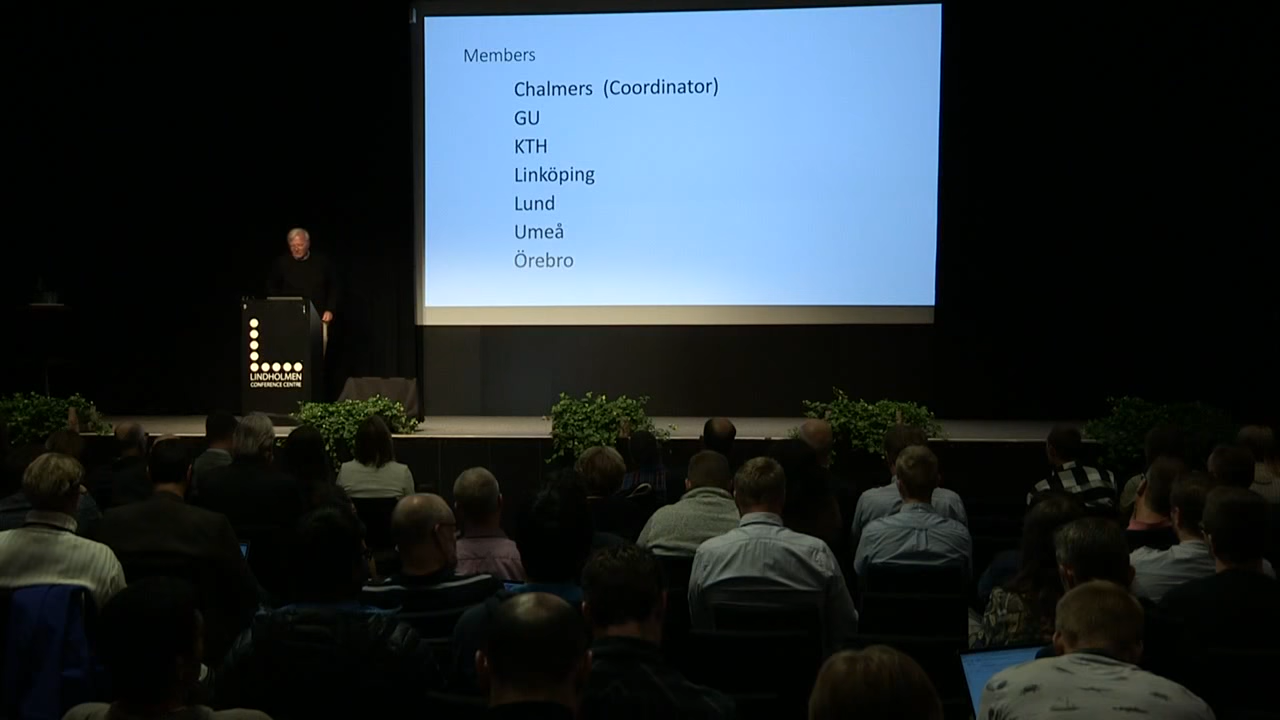 Members
Chalmers (Coordinator)
GU
KTH
Linköping
Lund
Umeå
Örebro
LINDHOLMEN
CONFERENCE CENTRE